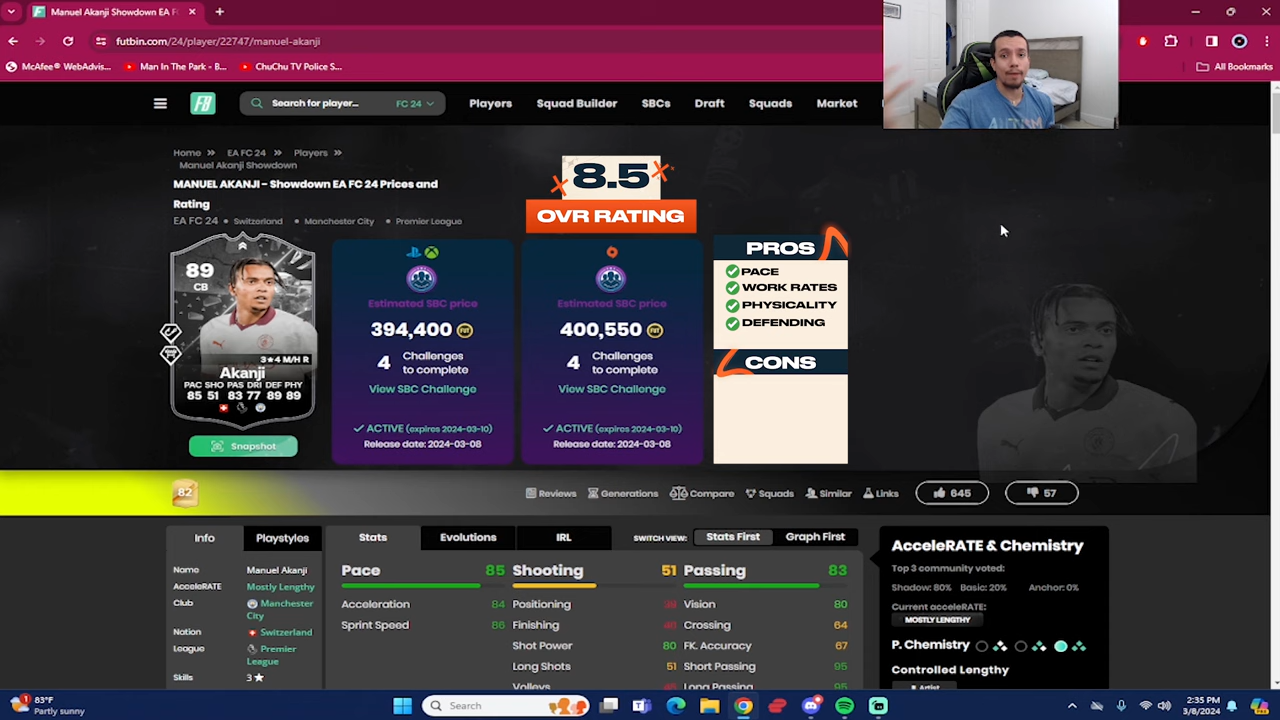 Manuel Akanji Showdown EA F
futbin.com/24/player/22747/manuel-akanji
McAfee® WebAdvis...
Man In The Park - B...
ChuChu TV Police S...
All Bookmarks
Search for player...
FC 24
Players
Squad Builder
SBCs
Draft
Squads
Market
Home
EA FC 24
Players
Manuel Akanji Showdown
MANUEL AKANJI - Showdown EA FC 24 Prices and
Rating
EA FC 24 • Switzerland • Manchester City • Premier League
8.5
OVR RATING
89
CB
3★4 M/H R
Akanji
PAC SHO PAS DRI DEF PHY
85 51 83 77 89 89
Snapshot
Estimated SBC price
394,400
4 Challenges
to complete
View SBC Challenge
ACTIVE (expires 2024-03-10)
Release date: 2024-03-08
Estimated SBC price
400,550
4 Challenges
to complete
View SBC Challenge
ACTIVE (expires 2024-03-10)
Release date: 2024-03-08
PROS
PACE
WORK RATES
PHYSICALITY
DEFENDING
CONS
82
Reviews
Generations
Compare
Squads
Similar
Links
645
57
Info
Playstyles
Name Manuel Akanji
AcceleRATE Mostly Lengthy
Club Manchester
City
Nation Switzerland
League Premier
League
Skills 3★
Stats
Evolutions
IRL
SWITCH VIEW:
Stats First
Graph First
Pace 85
Acceleration 84
Sprint Speed 86
Shooting 51
Positioning
Finishing
Shot Power 80
Long Shots 51
Volleys
Passing 83
Vision 80
Crossing 64
FK. Accuracy 67
Short Passing 95
Long Passing
AcceleRATE & Chemistry
Top 3 community voted:
Shadow: 80% Basic: 20% Anchor: 0%
Current acceleRATE:
MOSTLY LENGTHY
P. Chemistry
Controlled Lengthy
Artist
83°F
Partly sunny
Search
2:35 PM
3/8/2024